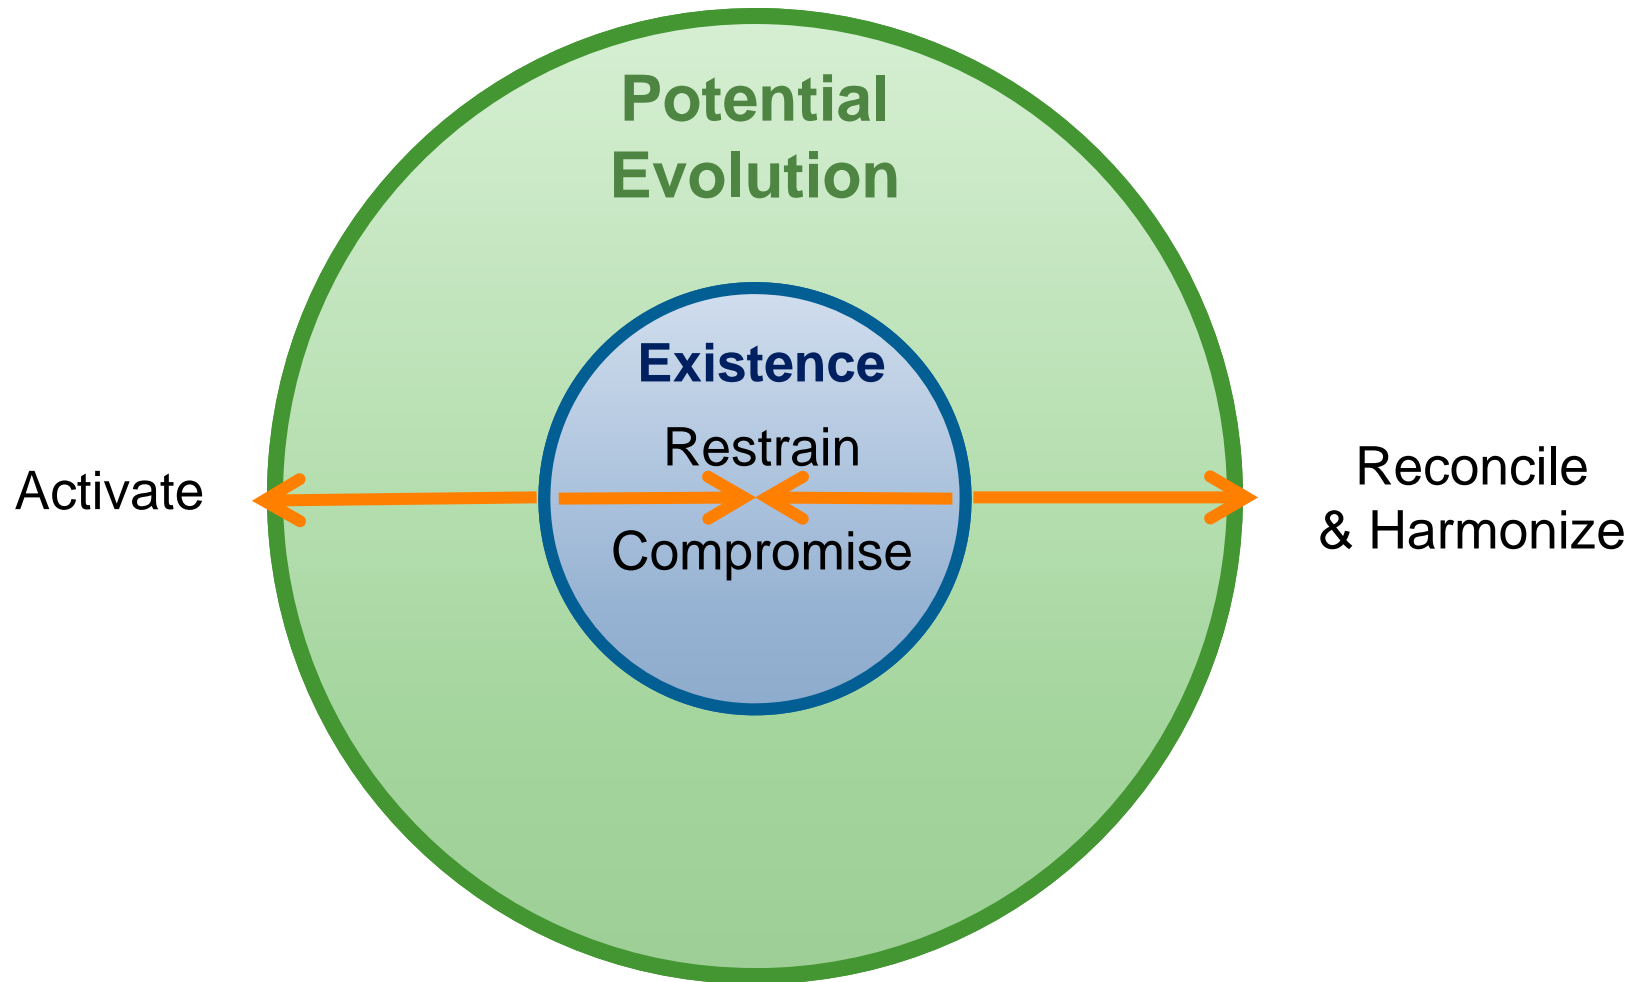 Potential
Evolution
Existence
Restrain
Activate
Compromise
Reconcile
& Harmonize